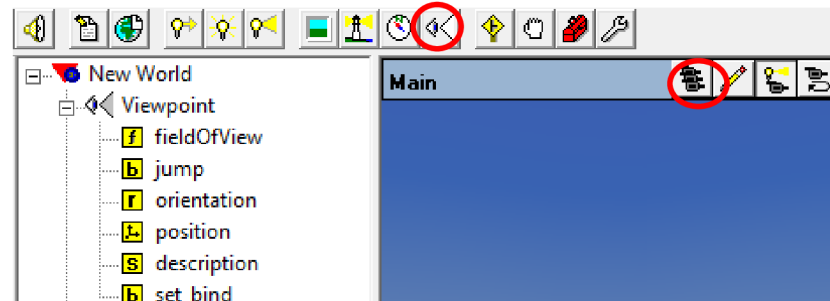 New World
Main
Viewpoint
f fieldOfView
b jump
r orientation
position
S description
b set_bind